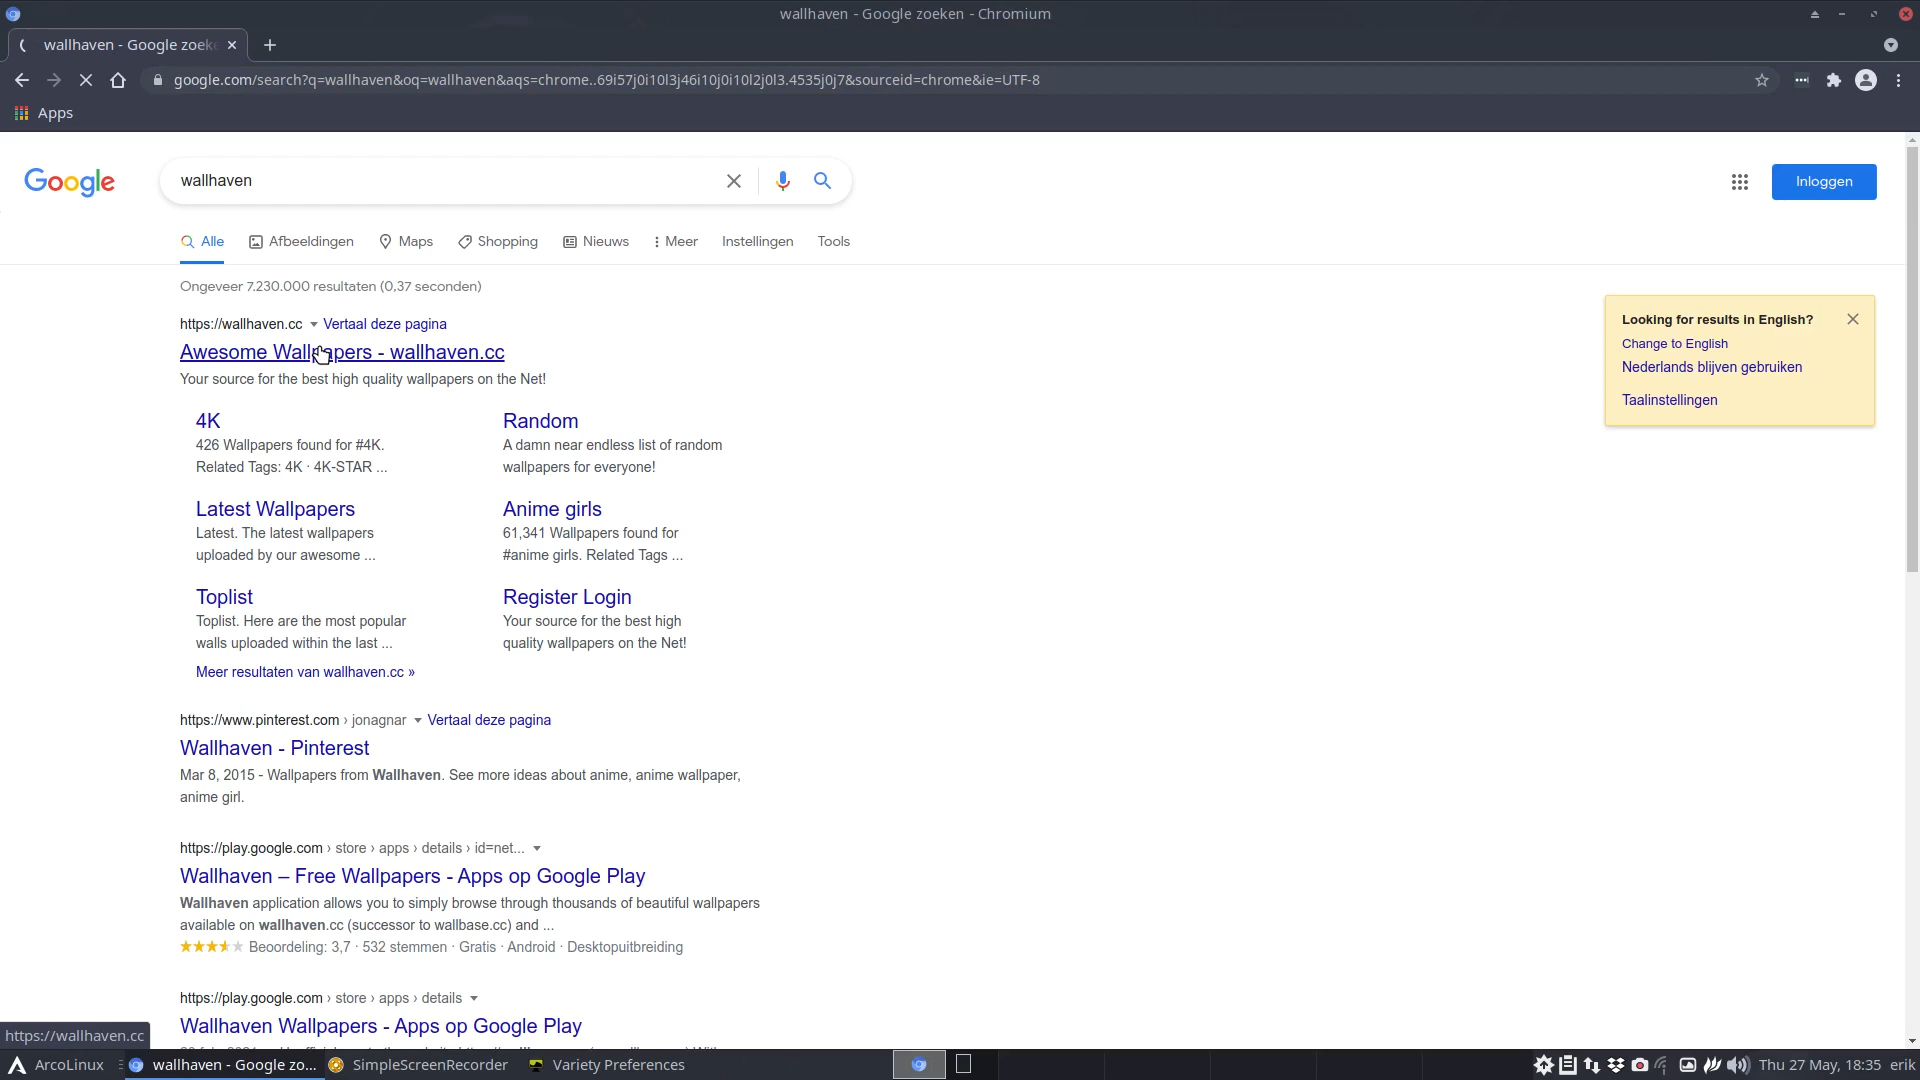 wallhaven - Google zoeken - Chromium
wallhaven - Google zoeke
google.com/search?q=wallhaven&oq=wallhaven&aqs=chrome..69i57j0i10l3j46i10j0i10l2j0l3.4535j0j7&sourceid=chrome&ie=UTF-8
Apps
Google
wallhaven
Inloggen
Alle Afbeeldingen Maps Shopping Nieuws Meer Instellingen Tools
Ongeveer 7.230.000 resultaten (0,37 seconden)
https://wallhaven.cc Vertaal deze pagina
Awesome Wallpapers - wallhaven.cc
Your source for the best high quality wallpapers on the Net!
4K
426 Wallpapers found for #4K.
Related Tags: 4K · 4K-STAR ...
Random
A damn near endless list of random
wallpapers for everyone!
Latest Wallpapers
Latest. The latest wallpapers
uploaded by our awesome ...
Anime girls
61,341 Wallpapers found for
#anime girls. Related Tags ...
Toplist
Toplist. Here are the most popular
walls uploaded within the last ...
Register Login
Your source for the best high
quality wallpapers on the Net!
Meer resultaten van wallhaven.cc »
https://www.pinterest.com › jonagnar Vertaal deze pagina
Wallhaven - Pinterest
Mar 8, 2015 - Wallpapers from Wallhaven. See more ideas about anime, anime wallpaper,
anime girl.
https://play.google.com › store › apps › details › id=net...
Wallhaven – Free Wallpapers - Apps op Google Play
Wallhaven application allows you to simply browse through thousands of beautiful wallpapers
available on wallhaven.cc (successor to wallbase.cc) and ...
Beoordeling: 3,7 · 532 stemmen · Gratis · Android · Desktopuitbreiding
https://play.google.com › store › apps › details
Wallhaven Wallpapers - Apps op Google Play
Looking for results in English?
Change to English
Nederlands blijven gebruiken
Taalinstellingen
https://wallhaven.cc
ArcoLinux wallhaven - Google zo... SimpleScreenRecorder Variety Preferences Thu 27 May, 18:35 erik